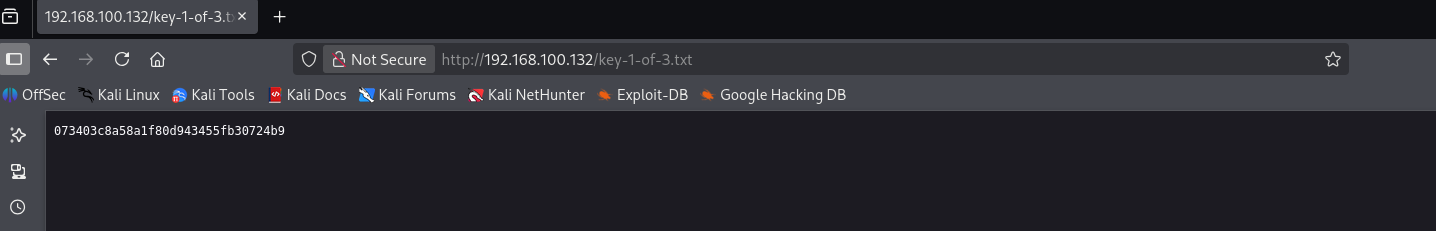 192.168.100.132/key-1-of-3.t
Not Secure http://192.168.100.132/key-1-of-3.txt
OffSec Kali Linux Kali Tools Kali Docs Kali Forums Kali NetHunter Exploit-DB Google Hacking DB
073403c8a58a1f80d943455fb30724b9